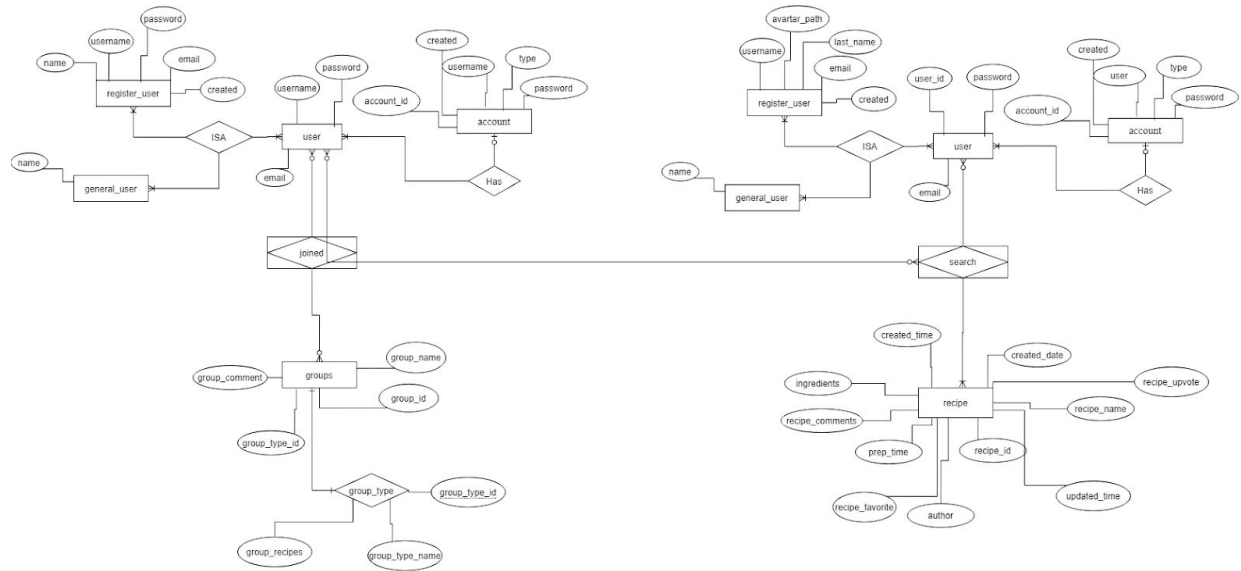 password
username
name
email
created
register_user
ISA
name
general_user
password
username
user
email
created
type
username
password
account_id
account
Has
joined
group_name
group_comment
groups
group_id
group_type_id
group_type
group_type_id
group_recipes
group_type_name
avartar_path
last_name
username
email
created
register_user
ISA
name
general_user
user_id
password
user
email
created
type
user
password
account_id
account
Has
search
created_time
created_date
ingredients
recipe_upvote
recipe
recipe_name
recipe_comments
prep_time
recipe_id
updated_time
recipe_favorite
author